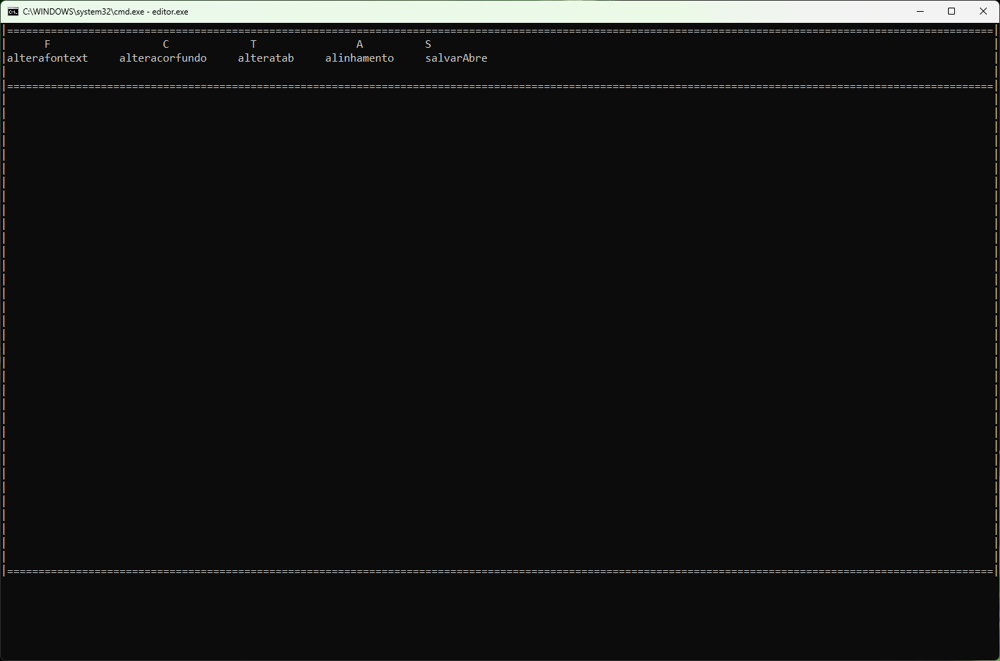 C:\WINDOWS\system32\cmd.exe - editor.exe
|==============================================================================================================================================================|
F C T A S
|alterafontext alteracorfundo alteratab alinhamento salvarAbre |
|==============================================================================================================================================================|
|==============================================================================================================================================================|